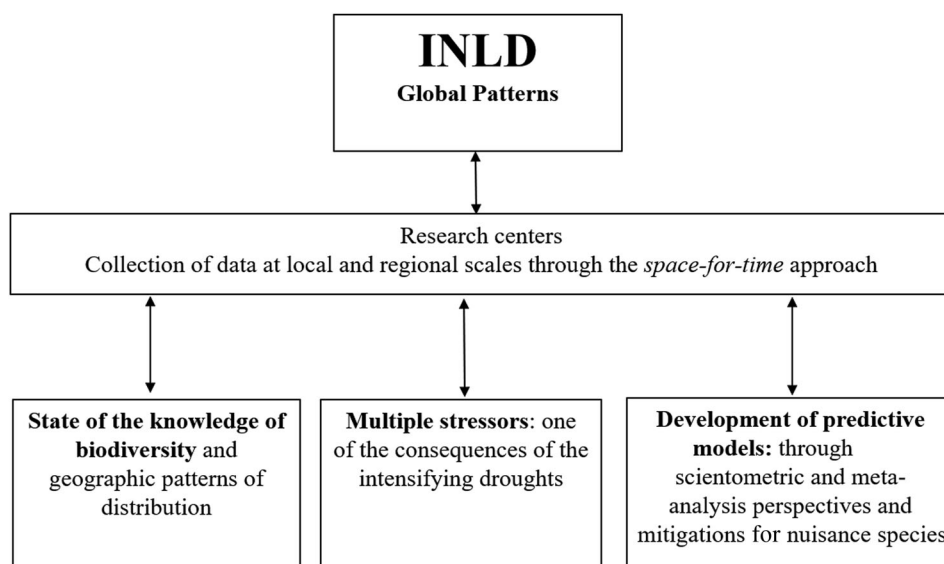 INLD
Global Patterns
Research centers
Collection of data at local and regional scales through the space-for-time approach
State of the knowledge of
biodiversity and
geographic patterns of
distribution
Multiple stressors: one
of the consequences of the
intensifying droughts
Development of predictive
models: through
scientometric and meta-
analysis perspectives and
mitigations for nuisance species